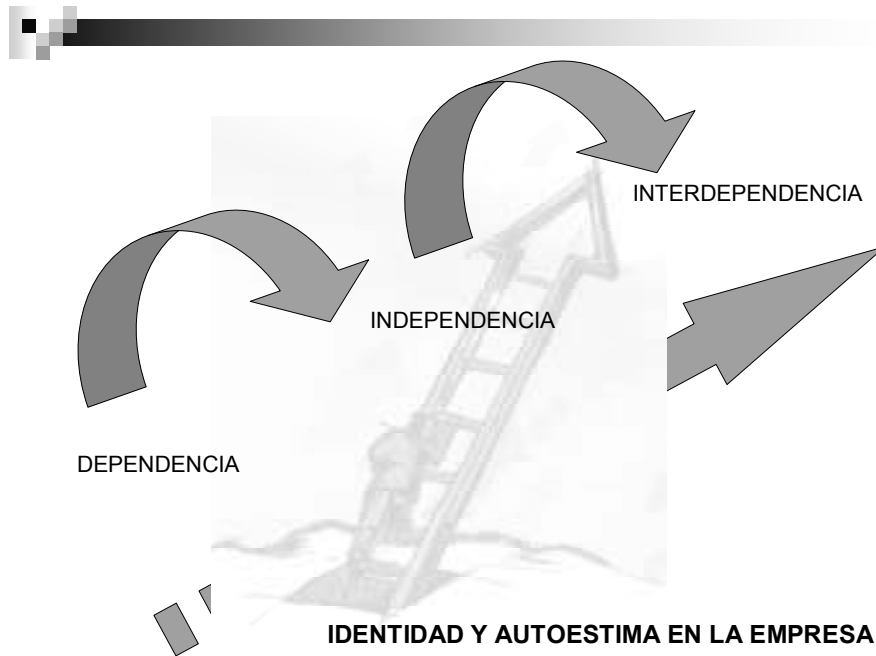 INTERDEPENDENCIA
INDEPENDENCIA
DEPENDENCIA
IDENTIDAD Y AUTOESTIMA EN LA EMPRESA